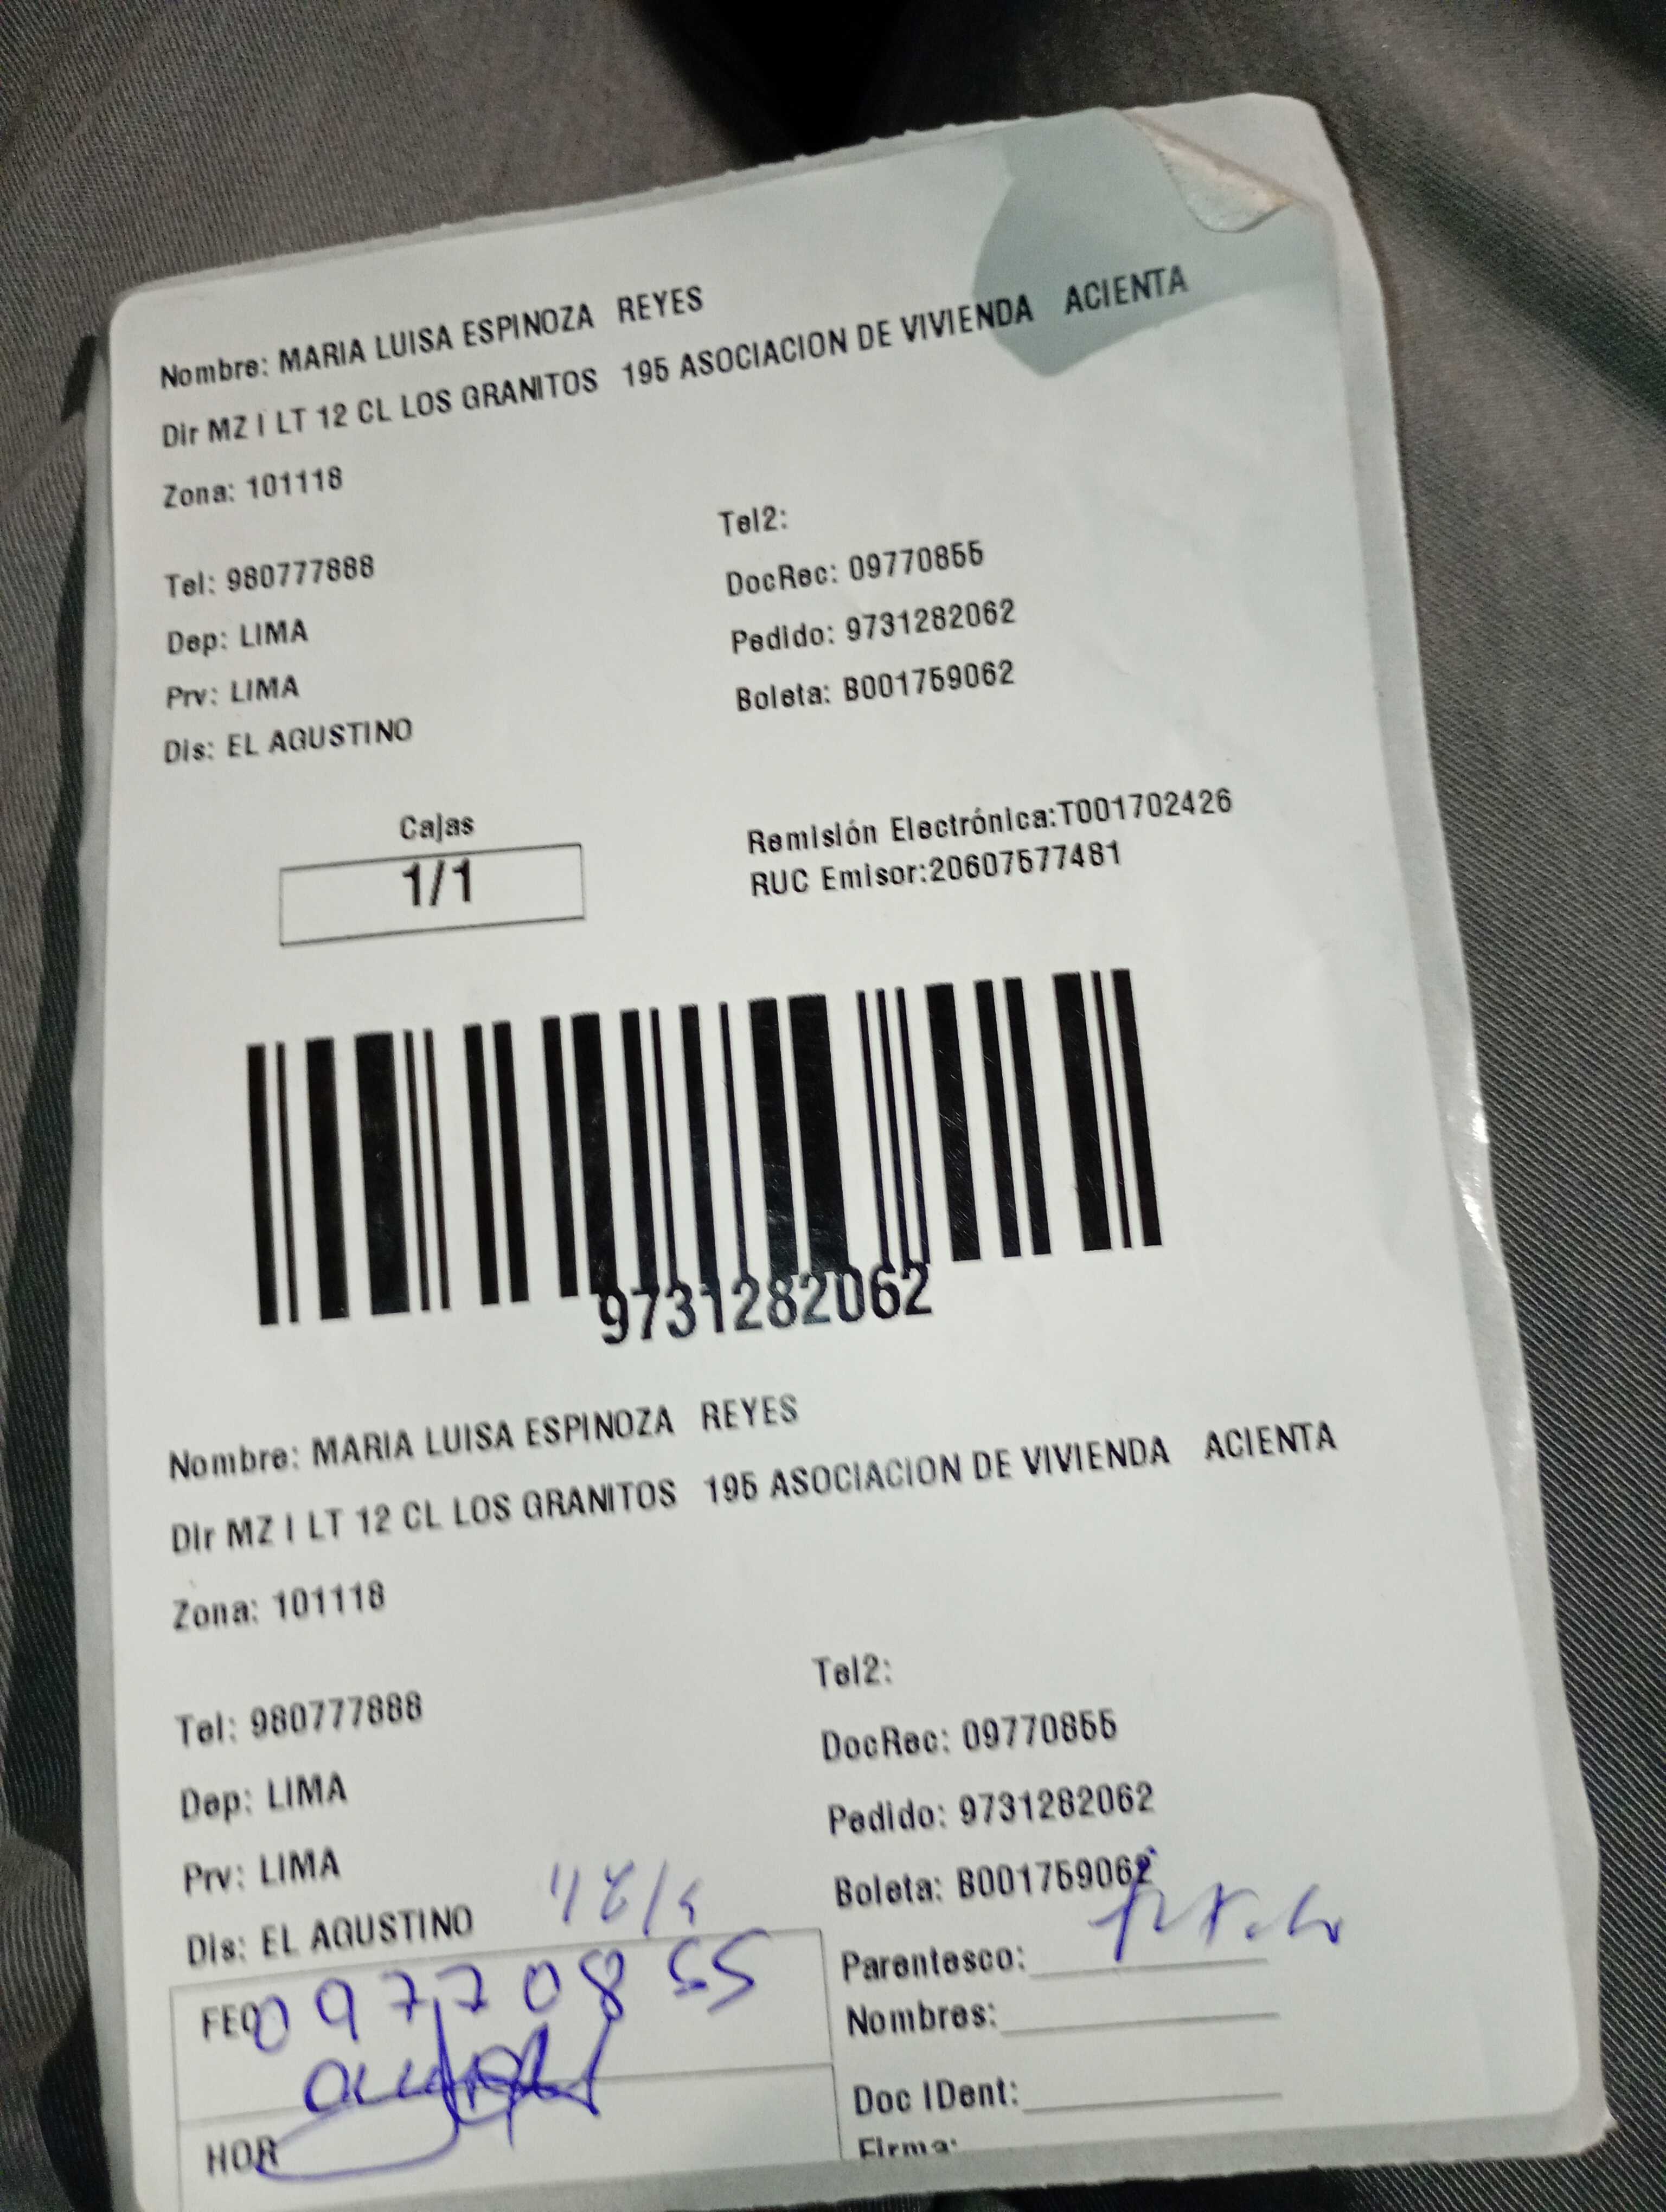 Nombre: MARIA LUISA ESPINOZA REYES
Dir MZ I LT 12 CL LOS GRANITOS 195 ASOCIACION DE VIVIENDA ACIENTA
Zona: 101118
Tel2:
Tel: 980777888
DocRec: 09770855
Dep: LIMA
Pedido: 9731282062
Prv: LIMA
Boleta: B001759062
Dis: EL AGUSTINO
Cajas
1/1
Remisión Electrónica:T001702426
RUC Emisor:20607577481
9731282062
Nombre: MARIA LUISA ESPINOZA REYES
Dir MZ I LT 12 CL LOS GRANITOS 195 ASOCIACION DE VIVIENDA ACIENTA
Zona: 101118
Tel2:
Tel: 980777888
DocRec: 09770855
Dep: LIMA
Pedido: 9731282062
Prv: LIMA
Boleta: B001759062
Dis: EL AGUSTINO
Parentesco:
FEC
09770855
Nombres:
Doc IDent:
HOR
Firma: